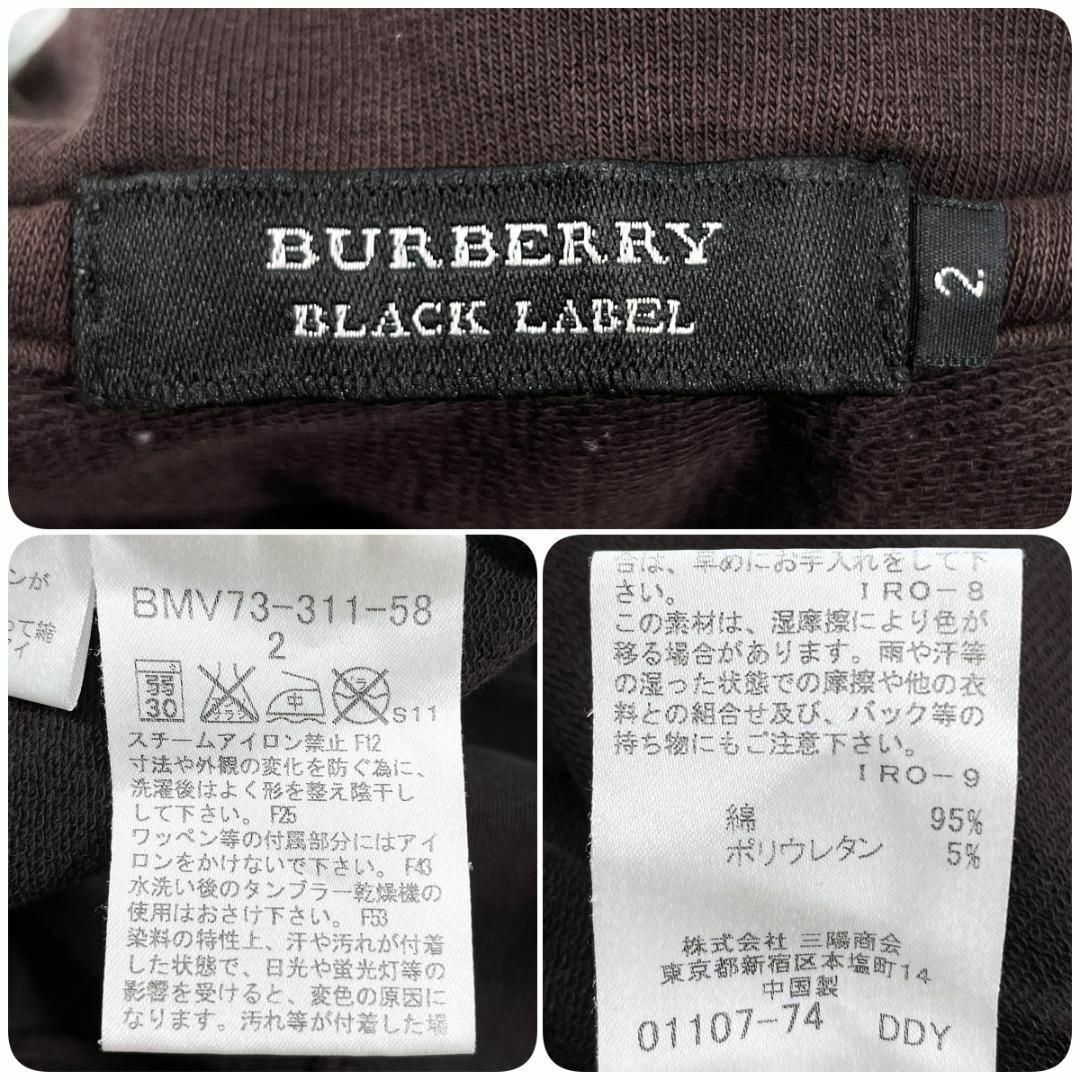 BURBERRY
BLACK LABEL
2
ンが
って縮
イ
BMV73-311-58
2
弱
30
中
S11
スチームアイロン禁止 F12
寸法や外観の変化を防ぐ為に、
洗濯後はよく形を整え陰干し
して下さい。 F25
ワッペン等の付属部分にはアイ
ロンをかけないで下さい。 F43
水洗い後のタンブラー乾燥機の
使用はおさけ下さい。 F53
染料の特性上、汗や汚れが付着
した状態で、日光や蛍光灯等の
影響を受けると、変色の原因に
なります。汚れ等が付着した場
合は、早めにお手入れをして下
さい。 IRO-8
この素材は、湿摩擦により色が
移る場合があります。雨や汗等
の湿った状態での摩擦や他の衣
料との組合せ及び、バック等の
持ち物にもご注意下さい。
IRO-9
綿 95%
ポリウレタン 5%
株式会社 三陽商会
東京都新宿区本塩町14
中国製
01107-74 DDY